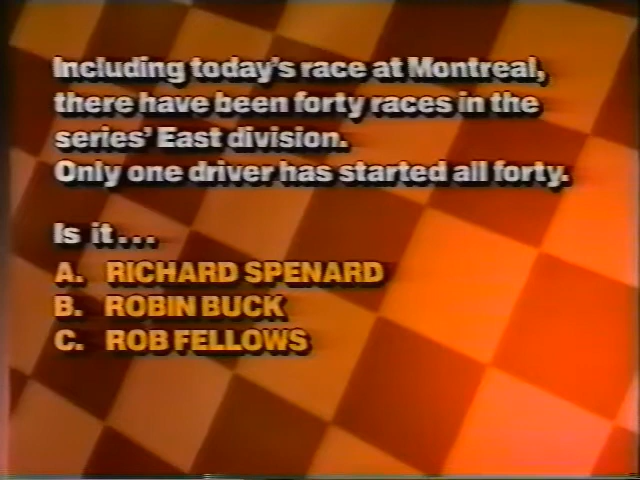 Including today's race at Montreal,
there have been forty races in the
series' East division.
Only one driver has started all forty.
Is it...
A. RICHARD SPENARD
B. ROBIN BUCK
C. ROB FELLOWS